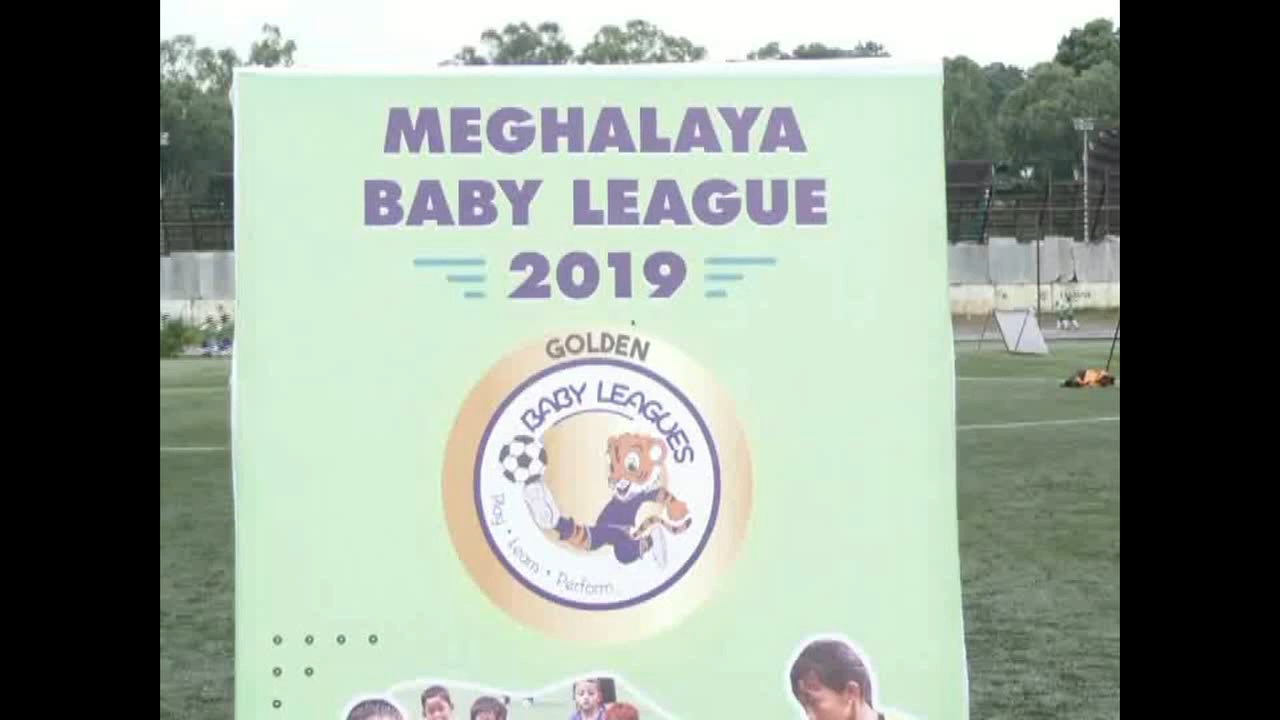 MEGHALAYA
BABY LEAGUE
2019
GOLDEN
BABY LEAGUES
Play • Learn • Perform